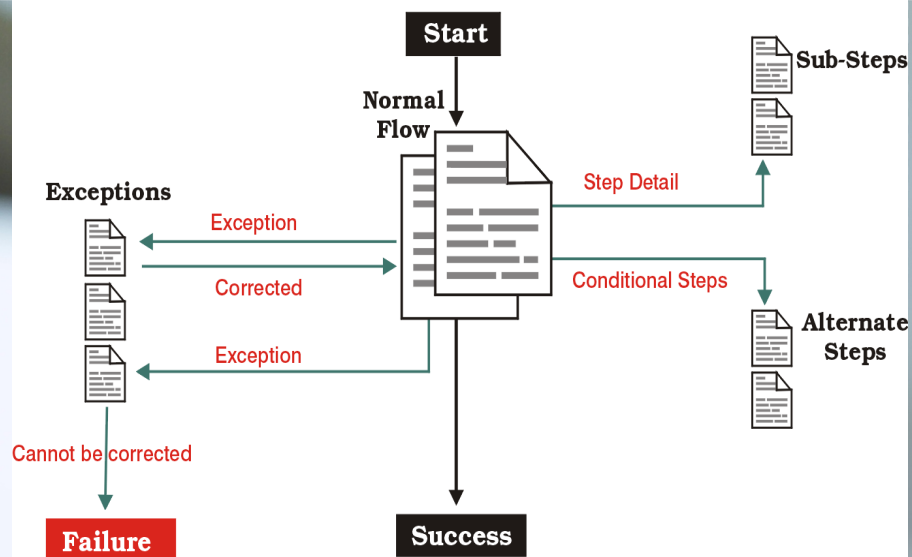 Start
Normal
Flow
Sub-Steps
Exceptions
Step Detail
Exception
Corrected
Conditional Steps
Alternate
Steps
Exception
Cannot be corrected
Failure
Success